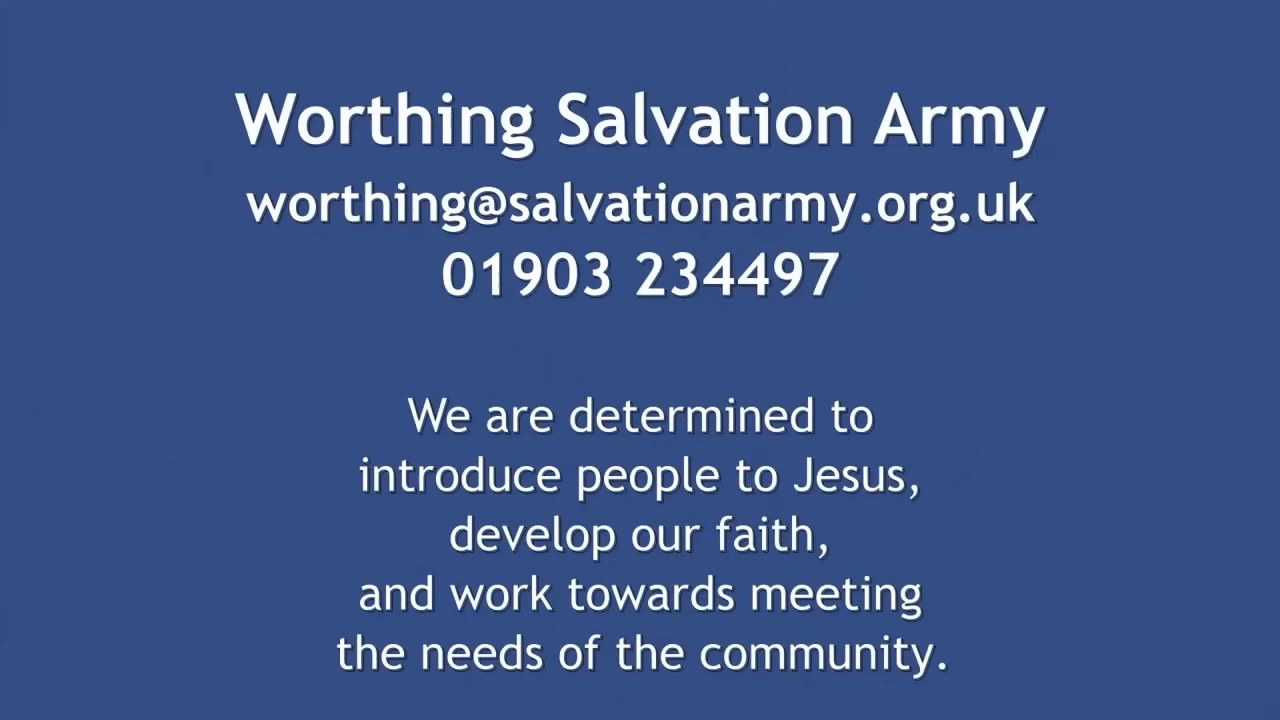 Worthing Salvation Army
worthing@salvationarmy.org.uk
01903 234497
We are determined to
introduce people to Jesus,
develop our faith,
and work towards meeting
the needs of the community.